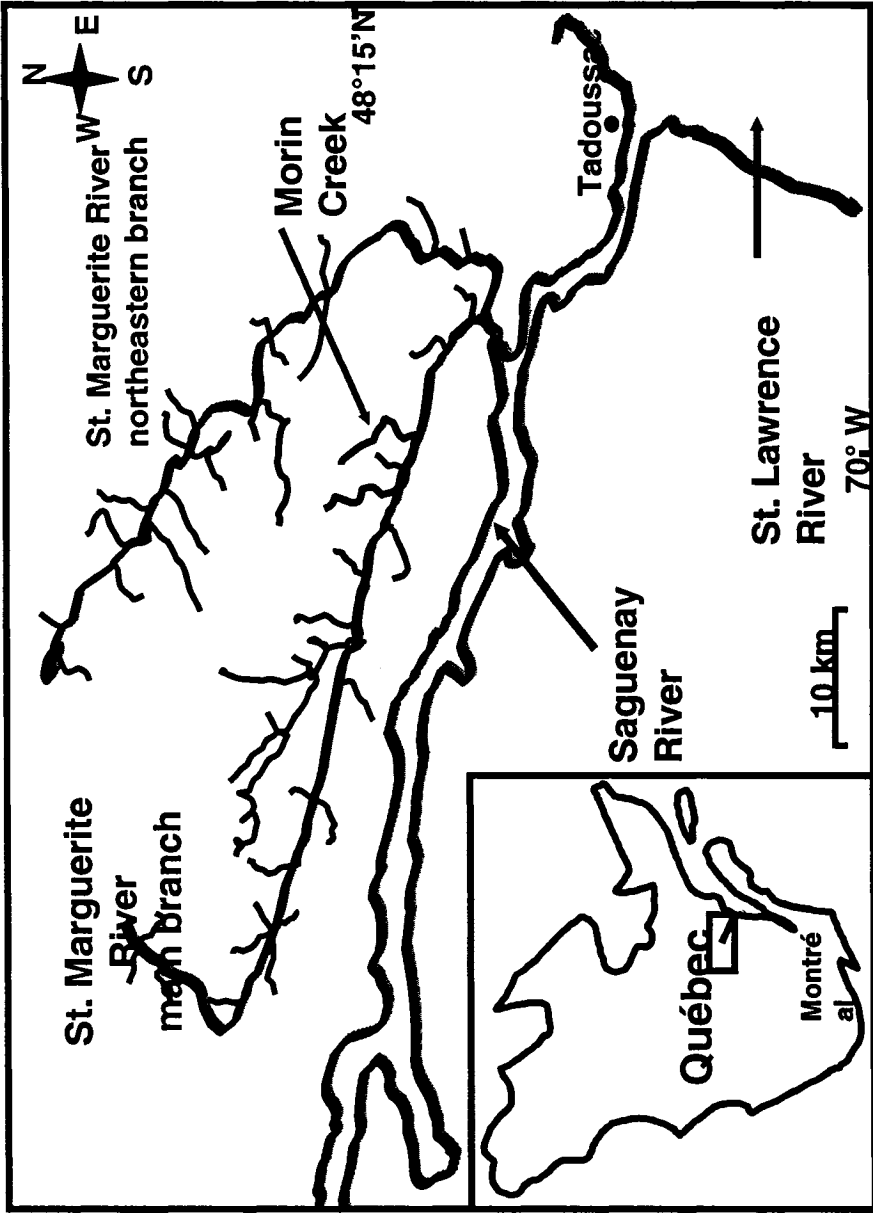 N
E
S
W
St. Marguerite River
northeastern branch
Morin
Creek
48°15'N
Tadoussac
St. Marguerite
River
main branch
Saguenay
River
St. Lawrence
River
70° W
10 km
Québec
Montré
al